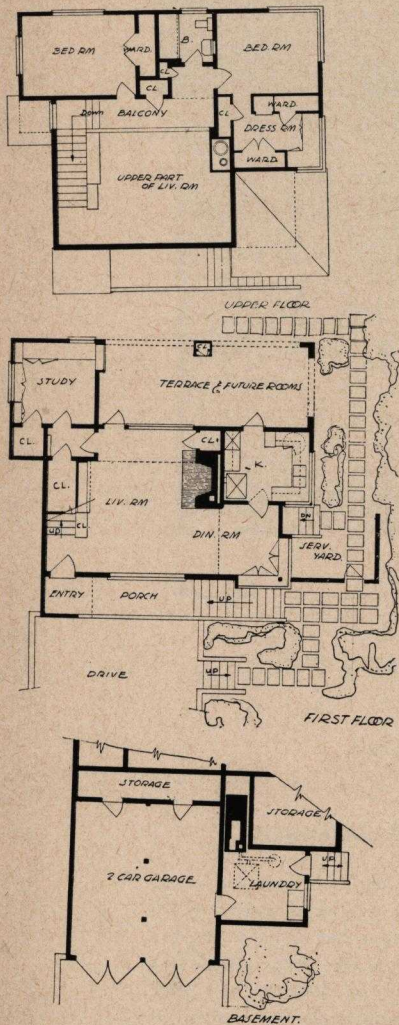 BED RM
WARD.
B.
BED. RM
CL
CL
Down
BALCONY
CL
WARD.
DRESS RM
WARD.
UPPER PART
OF LIV. RM
UPPER FLOOR
STUDY
CL
TERRACE & FUTURE ROOMS
CL.
CL.
K.
CL.
LIV. RM
UP
CL
DIN. RM
DN
SERV.
YARD.
ENTRY
PORCH
UP
DRIVE
UP
FIRST FLOOR
STORAGE
STORAGE
2 CAR GARAGE
LAUNDRY
UP
BASEMENT.